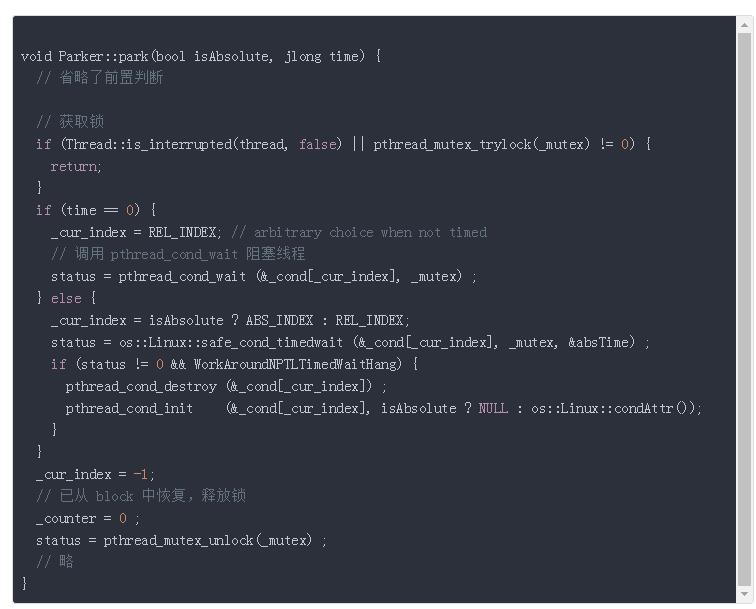 void Parker::park(bool isAbsolute, jlong time) {
// 省略了前置判断
// 获取锁
if (Thread::is_interrupted(thread, false) || pthread_mutex_trylock(_mutex) != 0) {
return;
}
if (time == 0) {
_cur_index = REL_INDEX; // arbitrary choice when not timed
// 调用 pthread_cond_wait 阻塞线程
status = pthread_cond_wait (&_cond[_cur_index], _mutex) ;
} else {
_cur_index = isAbsolute ? ABS_INDEX : REL_INDEX;
status = os::Linux::safe_cond_timedwait (&_cond[_cur_index], _mutex, &absTime) ;
if (status != 0 && WorkAroundNPTLTimedWaitHang) {
pthread_cond_destroy (&_cond[_cur_index]) ;
pthread_cond_init    (&_cond[_cur_index], isAbsolute ? NULL : os::Linux::condAttr());
}
}
_cur_index = -1;
// 已从 block 中恢复，释放锁
_counter = 0 ;
status = pthread_mutex_unlock(_mutex) ;
// 略
}